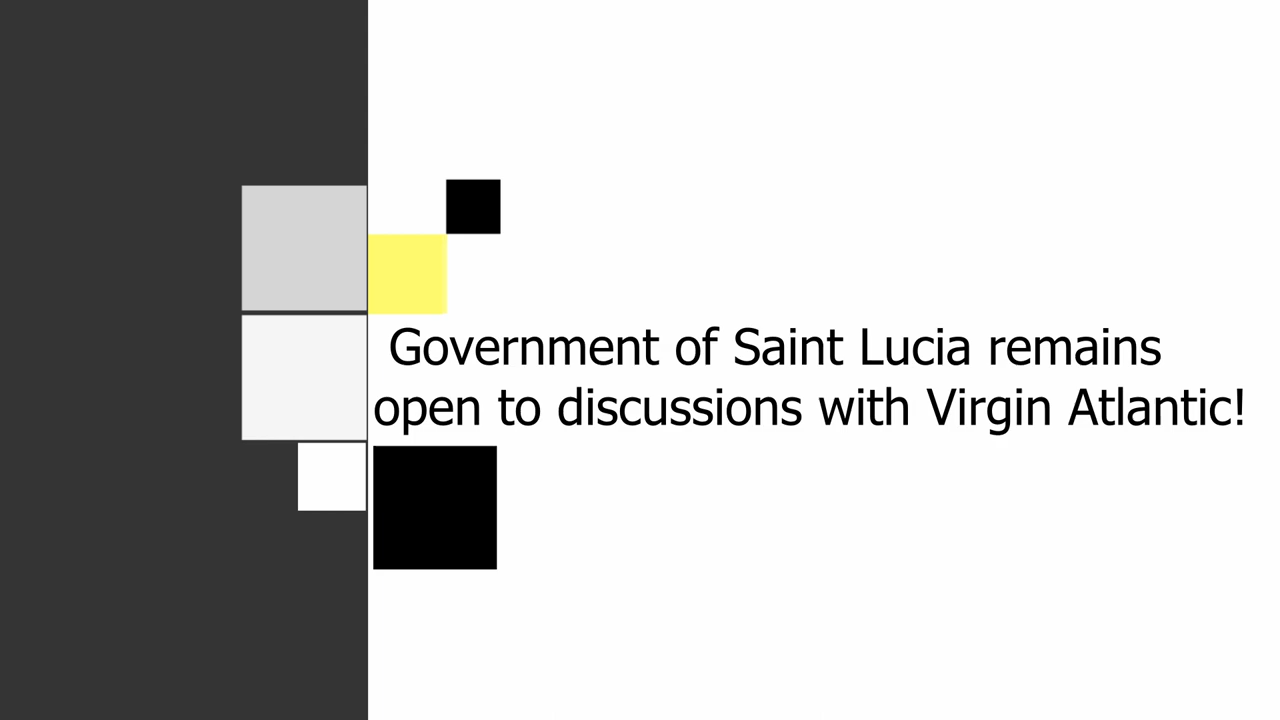 Government of Saint Lucia remains
open to discussions with Virgin Atlantic!